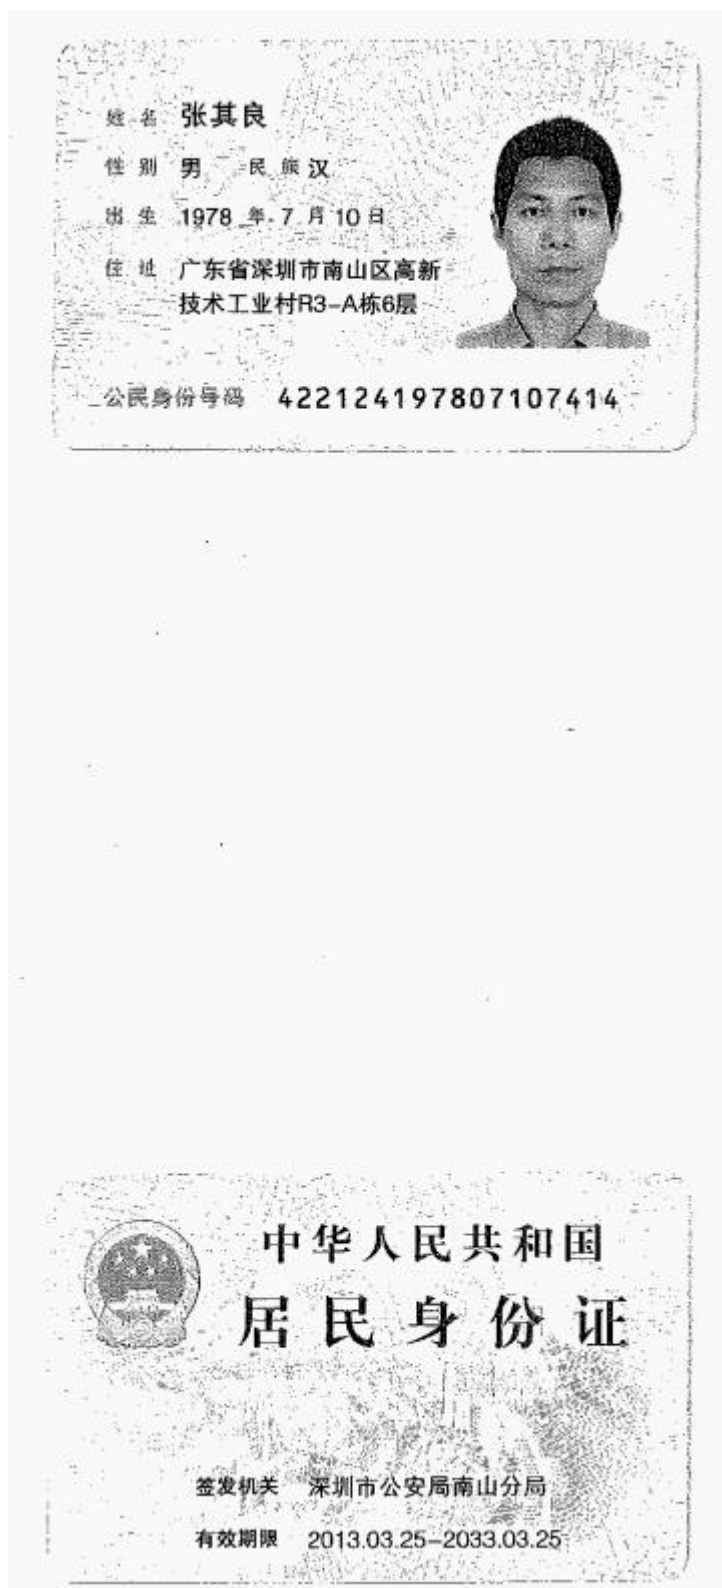 姓名 张其良
性别 男 民族 汉
出生 1978 年 7 月 10 日
住址 广东省深圳市南山区高新
技术工业村R3-A栋6层
公民身份号码 422124197807107414
中华人民共和国
居民身份证
签发机关 深圳市公安局南山分局
有效期限 2013.03.25-2033.03.25